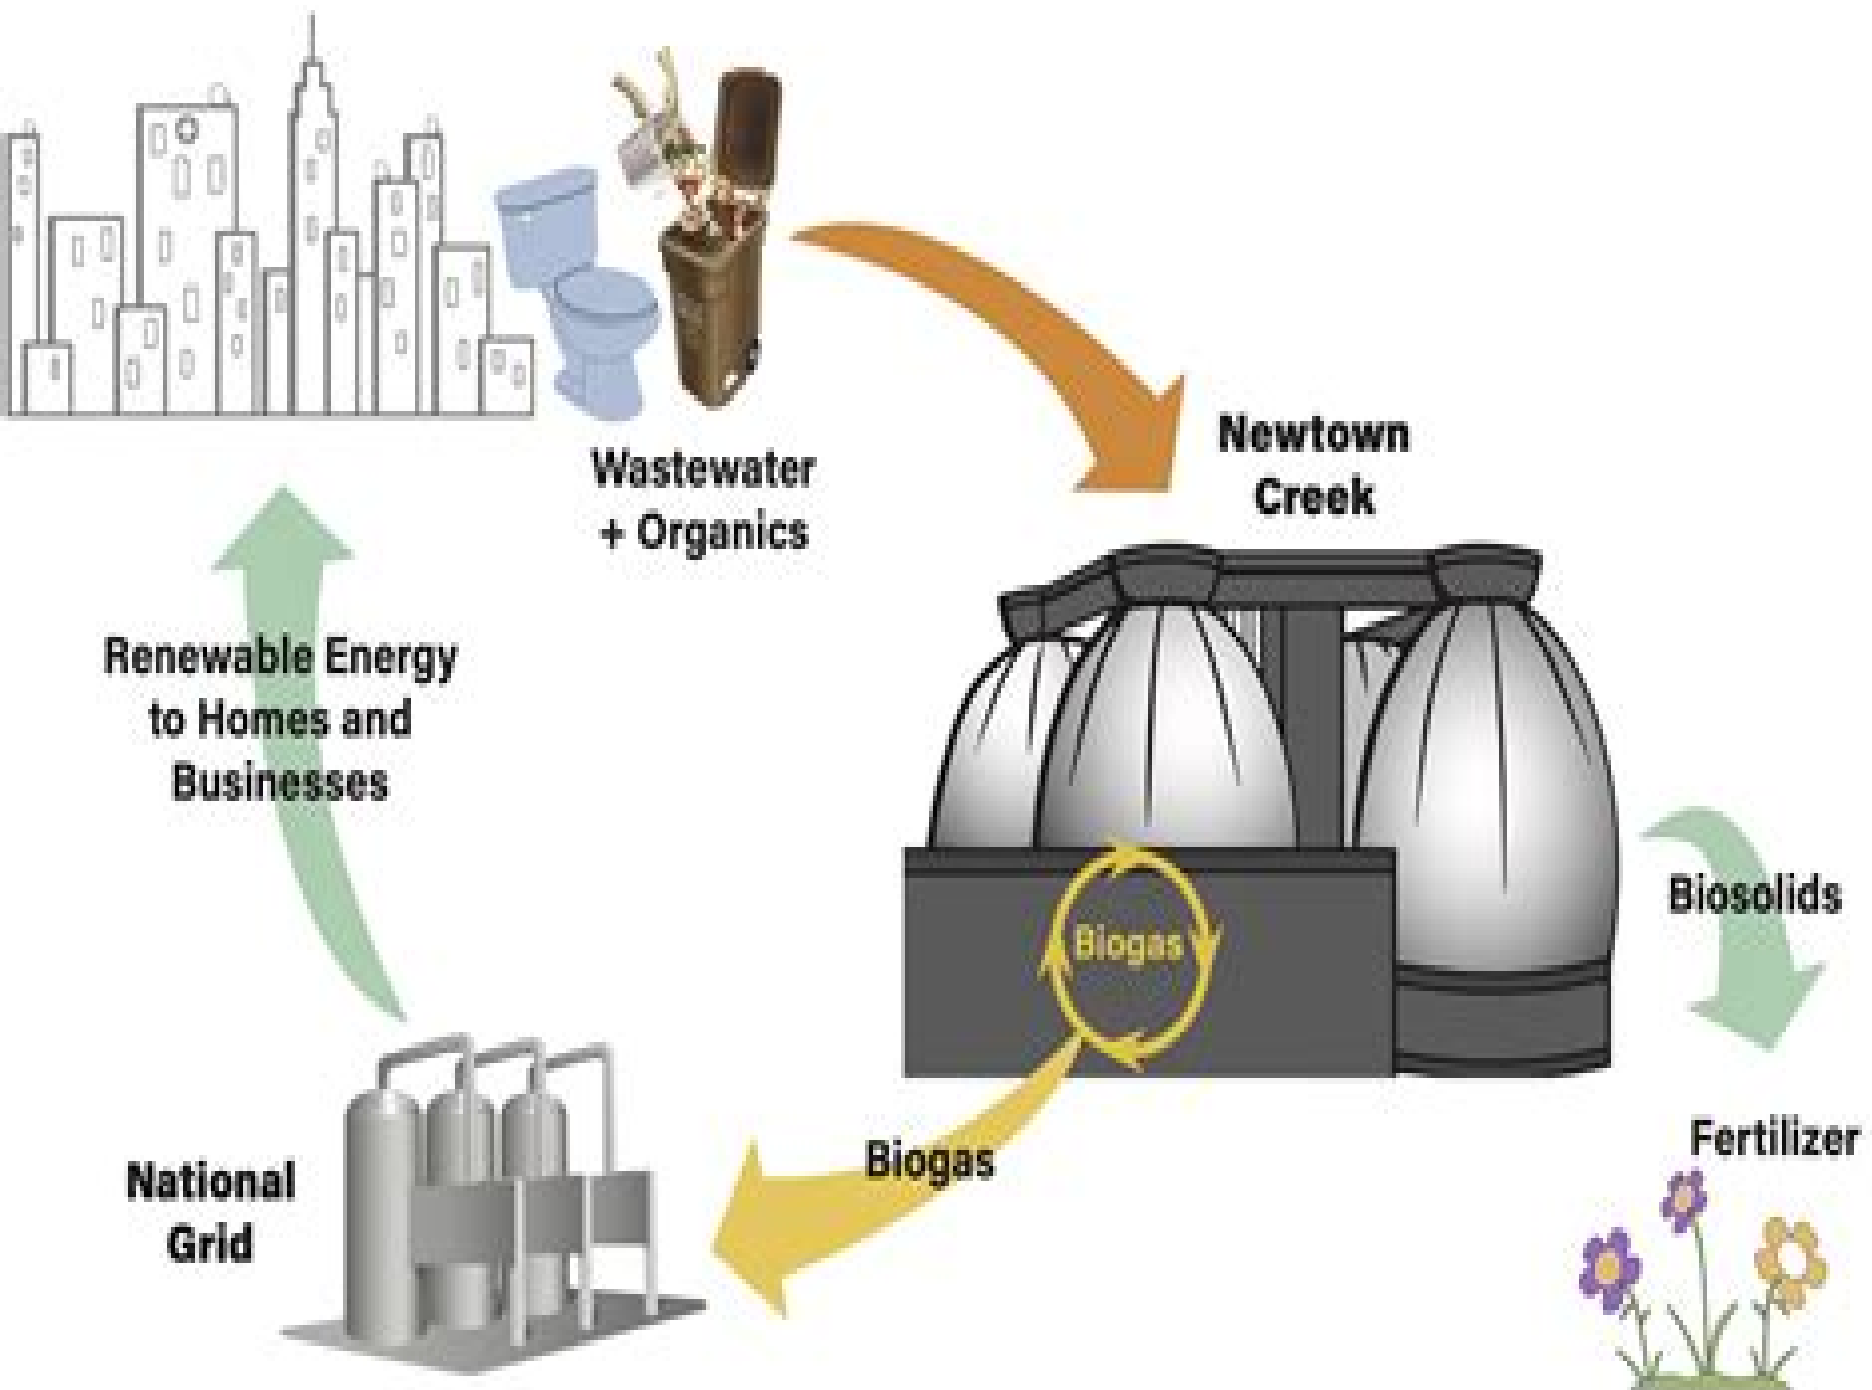 Wastewater
+ Organics
Newtown
Creek
Renewable Energy
to Homes and
Businesses
Biogas
Biosolids
Biogas
Fertilizer
National
Grid